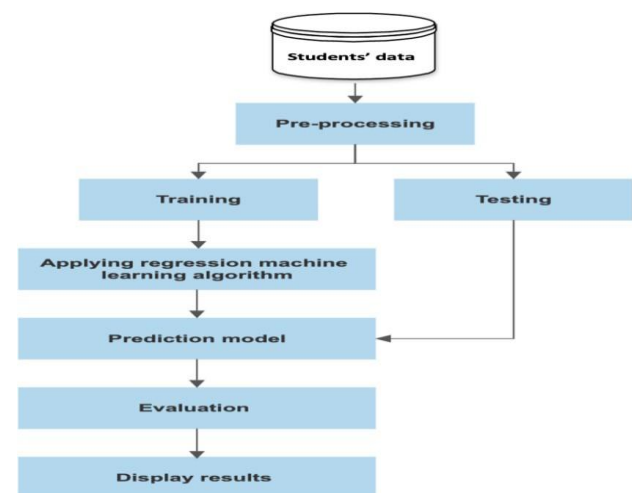 Students’ data
Pre-processing
Training
Testing
Applying regression machine
learning algorithm
Prediction model
Evaluation
Display results